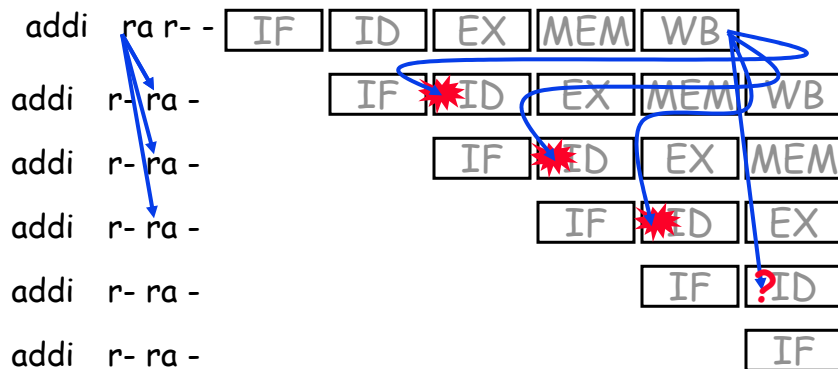 addi ra r- - IF ID EX MEM WB
addi r- ra - IF ID EX MEM WB
addi r- ra - IF ID EX MEM
addi r- ra - IF ID EX
addi r- ra - IF ? ID
addi r- ra - IF